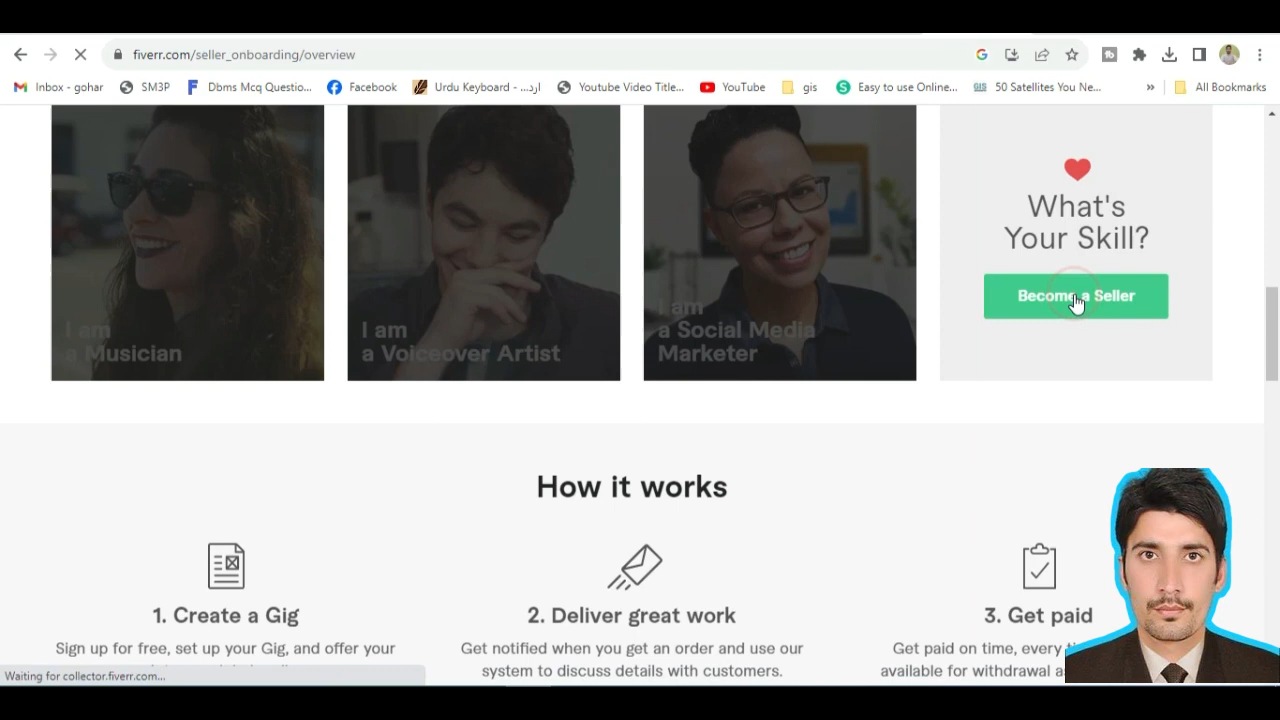 fiverr.com/seller_onboarding/overview
Inbox - gohar
SM3P
Dbms Mcq Questio...
Facebook
Urdu Keyboard - ...ار
Youtube Video Title...
YouTube
gis
Easy to use Online...
50 Satellites You Ne...
»
All Bookmarks
I am
a Musician
I am
a Voiceover Artist
I am
a Social Media
Marketer
What's
Your Skill?
Become a Seller
How it works
1. Create a Gig
Sign up for free, set up your Gig, and offer your
2. Deliver great work
Get notified when you get an order and use our
system to discuss details with customers.
3. Get paid
Get paid on time, every
available for withdrawal
Waiting for collector.fiverr.com...